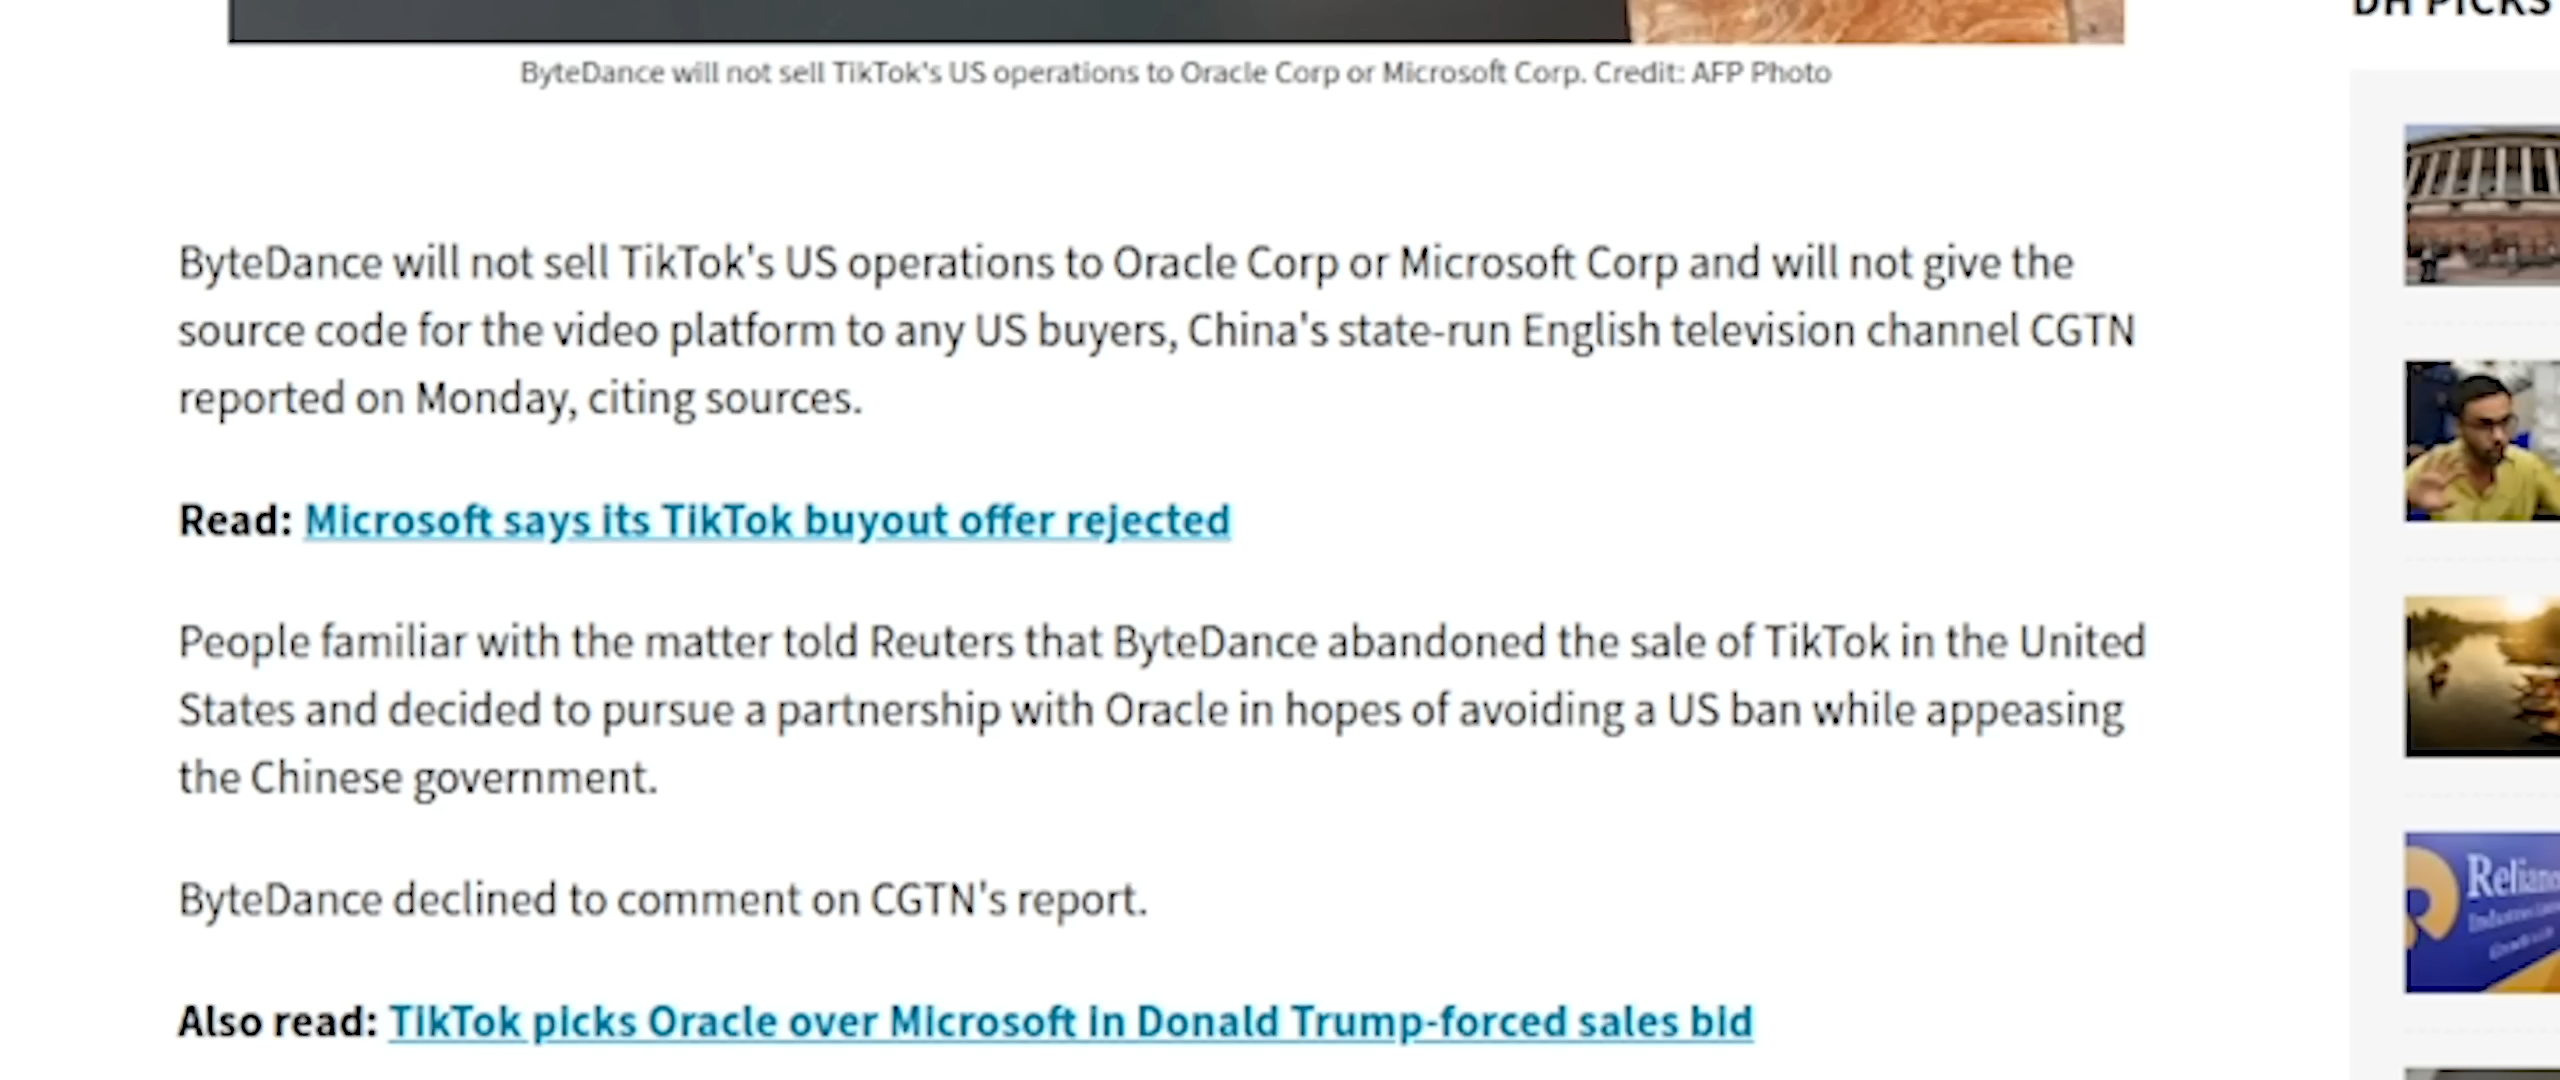 DH PICKS
ByteDance will not sell TikTok's US operations to Oracle Corp or Microsoft Corp. Credit: AFP Photo
ByteDance will not sell TikTok's US operations to Oracle Corp or Microsoft Corp and will not give the
source code for the video platform to any US buyers, China's state-run English television channel CGTN
reported on Monday, citing sources.
Read: Microsoft says its TikTok buyout offer rejected
People familiar with the matter told Reuters that ByteDance abandoned the sale of TikTok in the United
States and decided to pursue a partnership with Oracle in hopes of avoiding a US ban while appeasing
the Chinese government.
ByteDance declined to comment on CGTN's report.
Also read: TikTok picks Oracle over Microsoft in Donald Trump-forced sales bid